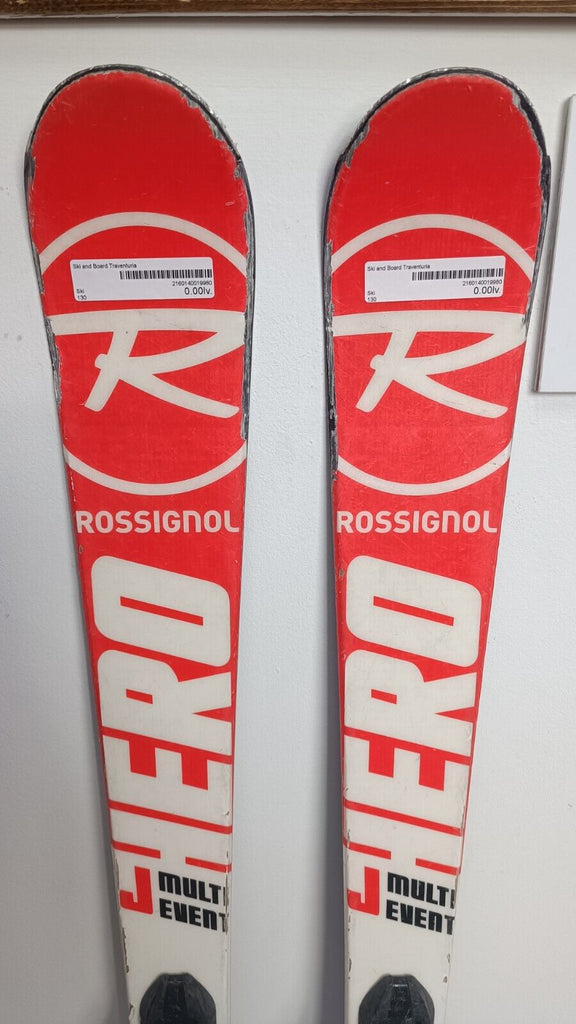 Ski and Board Traventuria
2160140019980
Ski
0.00lv.
130
R
ROSSIGNOL
HERO
J
MULTI
EVENT
Ski and Board Traventuria
2160140019980
Ski
0.00lv.
130
R
ROSSIGNOL
HERO
J
MULTI
EVENT